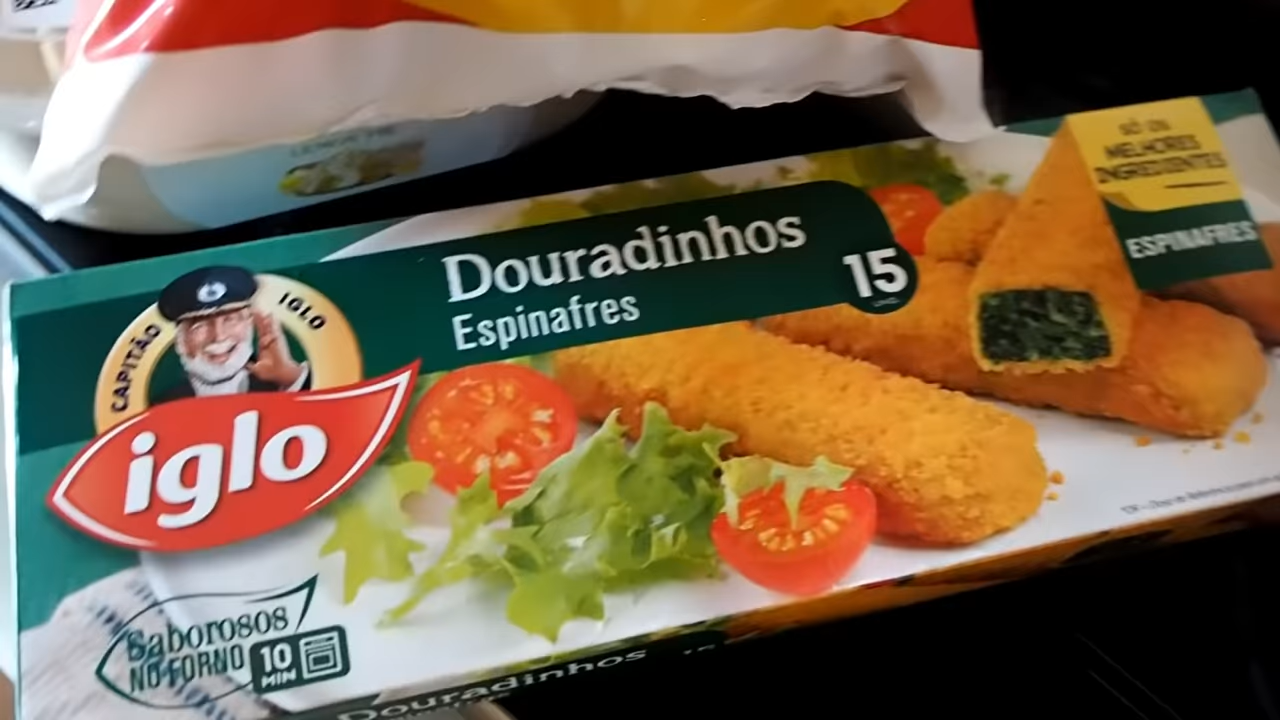 Douradinhos
Espinafres
15
SÓ OS
MELHORES
INGREDIENTES
ESPINAFRES
CAPITÃO IGLO
iglo
Saborosos
NO FORNO
10
MIN
Douradinhos